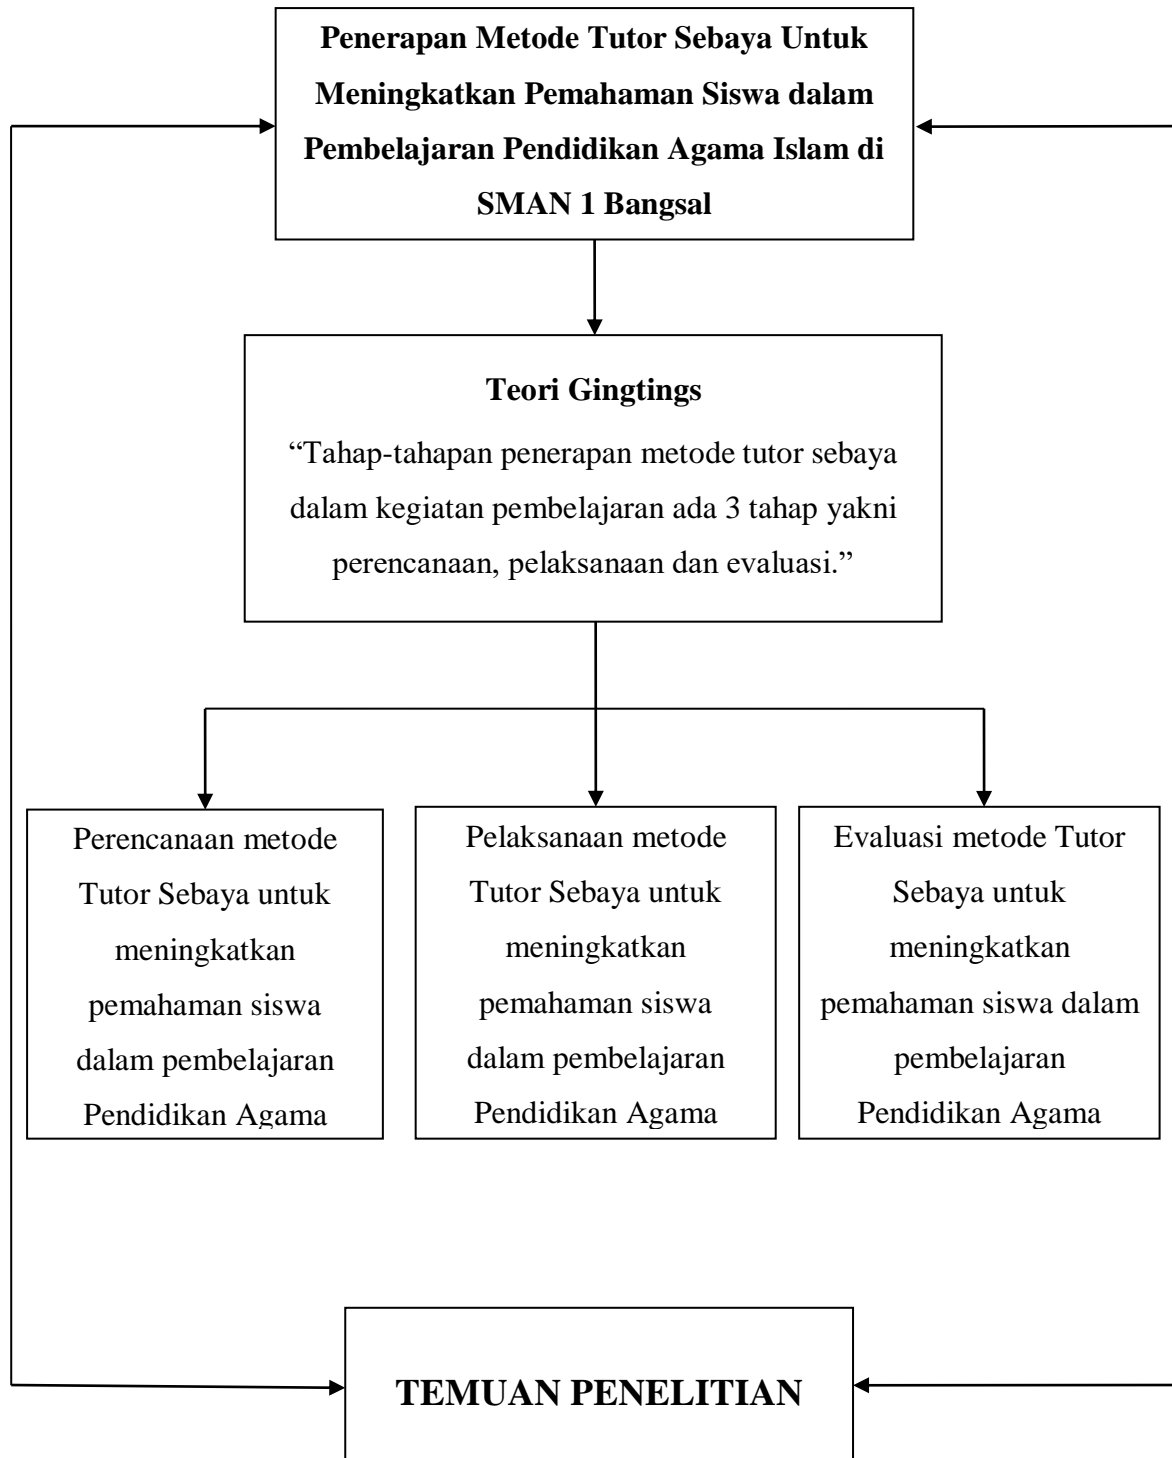 Penerapan Metode Tutor Sebaya Untuk
Meningkatkan Pemahaman Siswa dalam
Pembelajaran Pendidikan Agama Islam di
SMAN 1 Bangsal
Teori Gingtings
“Tahap-tahapan penerapan metode tutor sebaya
dalam kegiatan pembelajaran ada 3 tahap yakni
perencanaan, pelaksanaan dan evaluasi.”
Perencanaan metode
Tutor Sebaya untuk
meningkatkan
pemahaman siswa
dalam pembelajaran
Pendidikan Agama
Pelaksanaan metode
Tutor Sebaya untuk
meningkatkan
pemahaman siswa
dalam pembelajaran
Pendidikan Agama
Evaluasi metode Tutor
Sebaya untuk
meningkatkan
pemahaman siswa dalam
pembelajaran
Pendidikan Agama
TEMUAN PENELITIAN